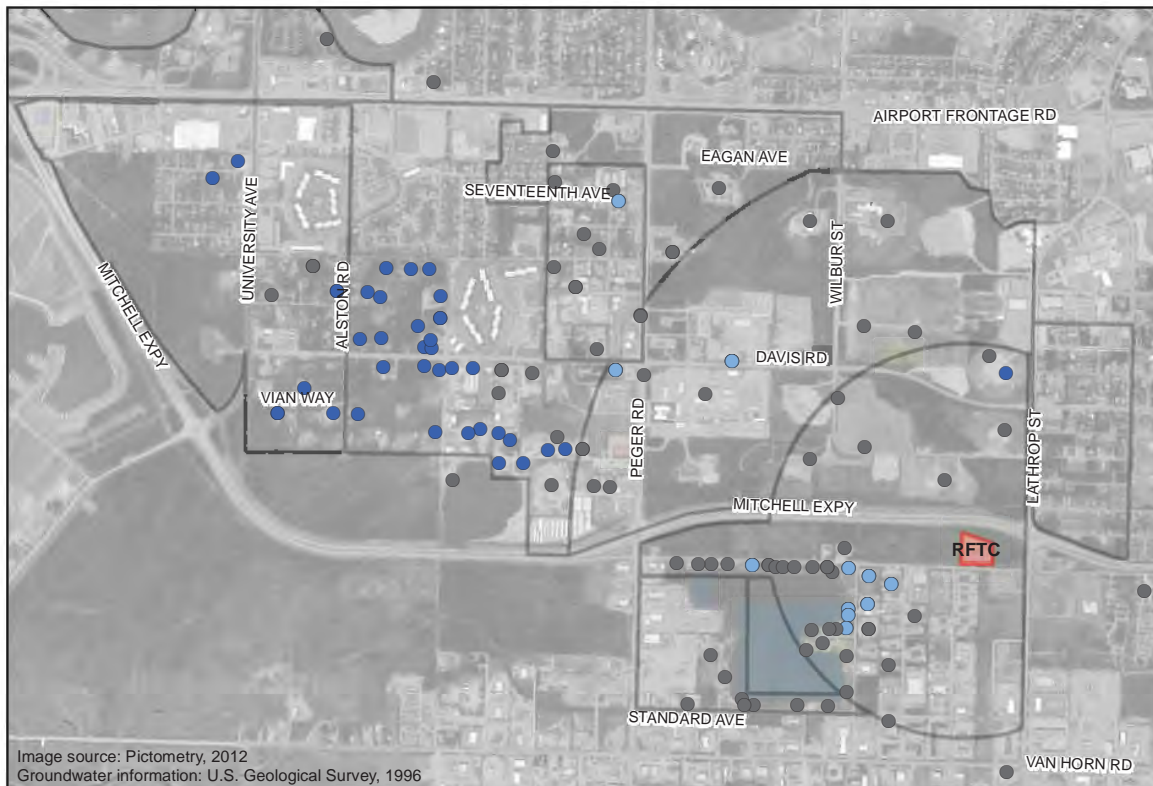 AIRPORT FRONTAGE RD
EAGAN AVE
SEVENTEENTH AVE
UNIVERSITY AVE
ALSTON RD
WILBUR ST
MITCHELL EXPY
DAVIS RD
VIAN WAY
PEGER RD
LATHROP ST
MITCHELL EXPY
RFTC
STANDARD AVE
VAN HORN RD
Image source: Pictometry, 2012
Groundwater information: U.S. Geological Survey, 1996